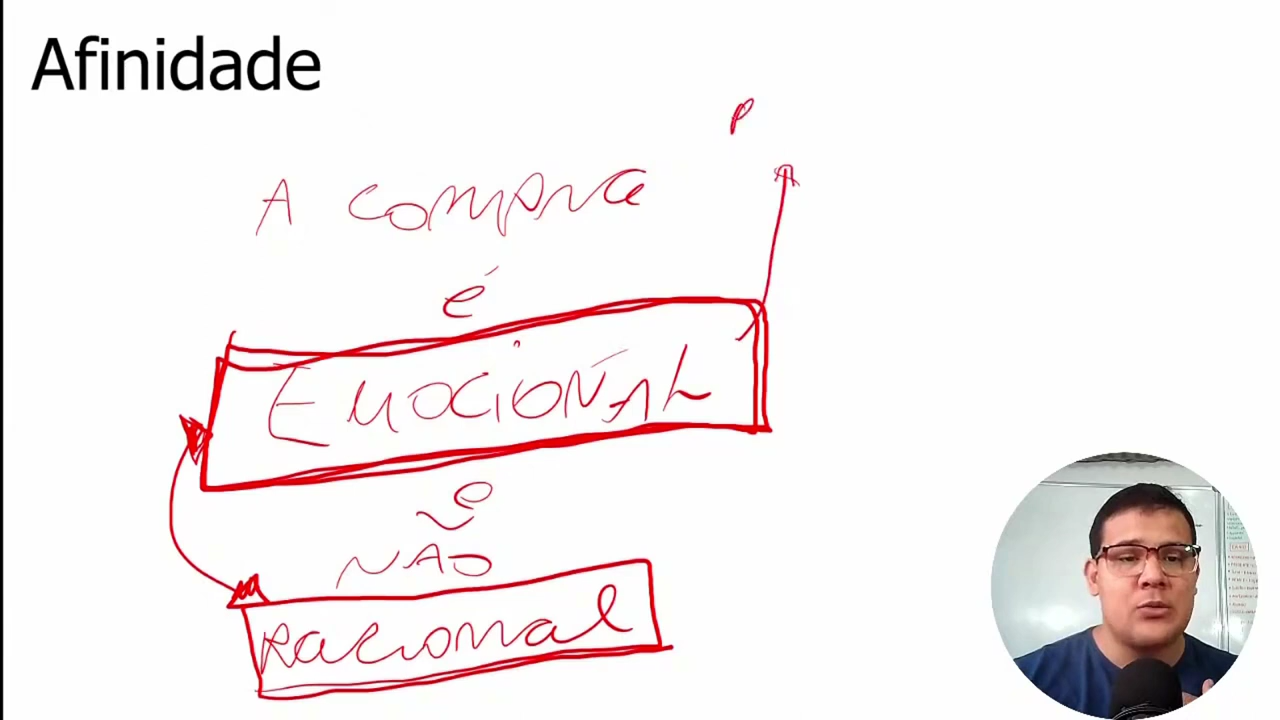 Afinidade
P
A COMPRA
é
EMOCIONAL
e
NÃO
Racional